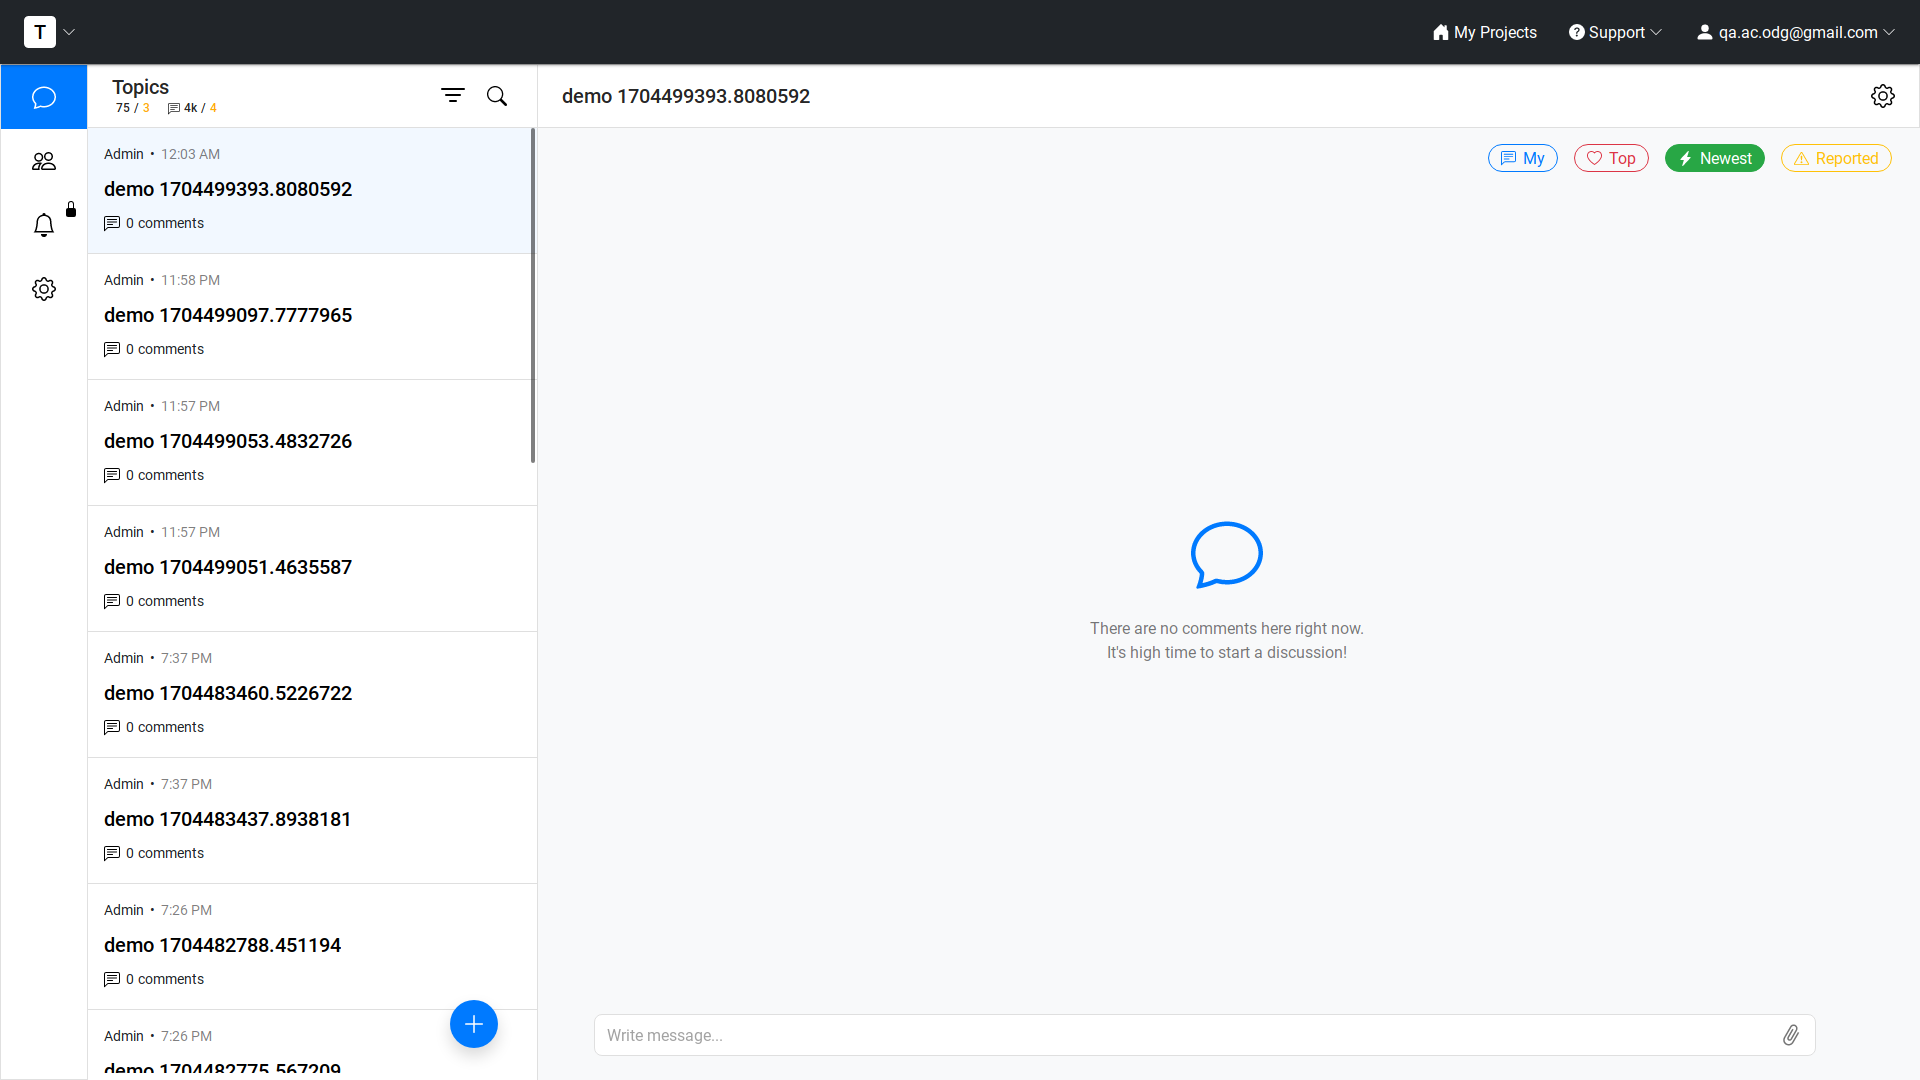 T
My Projects
Support
qa.ac.odg@gmail.com
Topics
75 / 3 4k / 4
demo 1704499393.8080592
Admin • 12:03 AM
demo 1704499393.8080592
0 comments
Admin • 11:58 PM
demo 1704499097.7777965
0 comments
Admin • 11:57 PM
demo 1704499053.4832726
0 comments
Admin • 11:57 PM
demo 1704499051.4635587
0 comments
Admin • 7:37 PM
demo 1704483460.5226722
0 comments
Admin • 7:37 PM
demo 1704483437.8938181
0 comments
Admin • 7:26 PM
demo 1704482788.451194
0 comments
Admin • 7:26 PM
demo 1704482775.567209
My
Top
Newest
Reported
There are no comments here right now.
It's high time to start a discussion!
Write message...